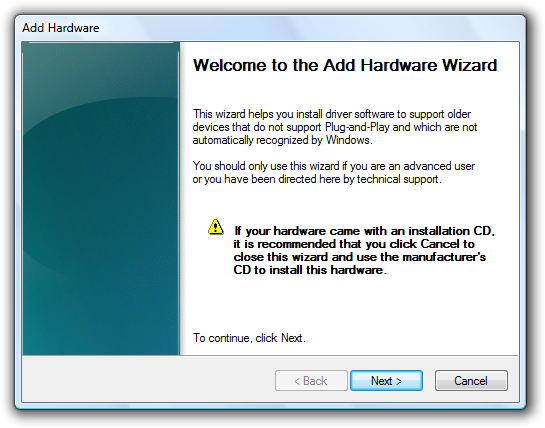 Add Hardware
Welcome to the Add Hardware Wizard
This wizard helps you install driver software to support older
devices that do not support Plug-and-Play and which are not
automatically recognized by Windows.
You should only use this wizard if you are an advanced user
or you have been directed here by technical support.
If your hardware came with an installation CD,
it is recommended that you click Cancel to
close this wizard and use the manufacturer's
CD to install this hardware.
To continue, click Next.
< Back
Next >
Cancel